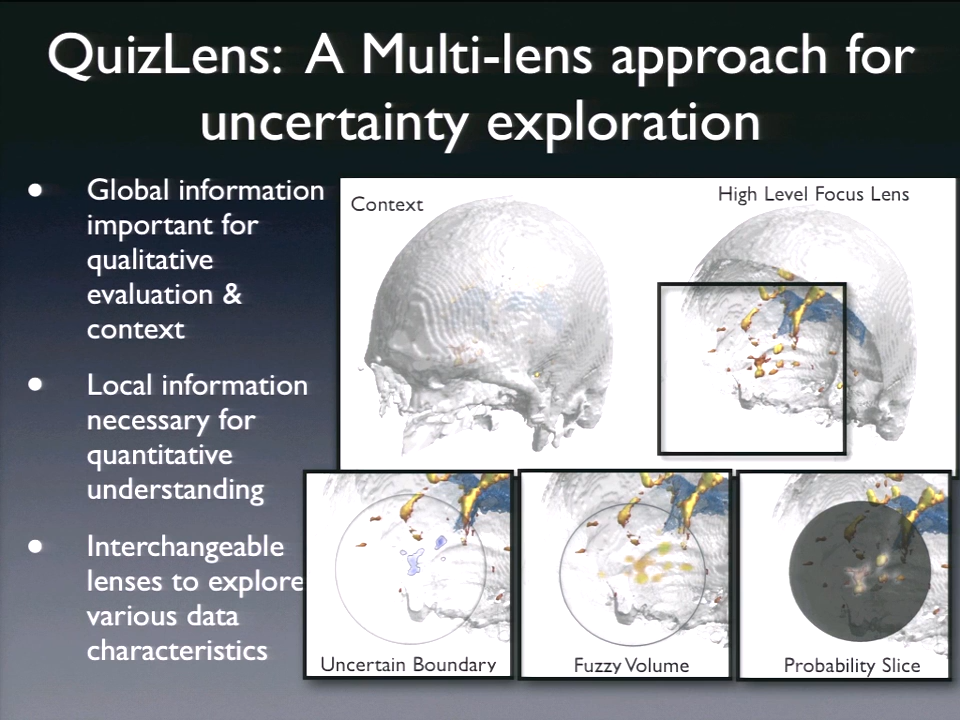 QuizLens: A Multi-lens approach for
uncertainty exploration
• Global information
important for
qualitative
evaluation &
context
• Local information
necessary for
quantitative
understanding
• Interchangeable
lenses to explore
various data
characteristics
Context
High Level Focus Lens
Uncertain Boundary
Fuzzy Volume
Probability Slice